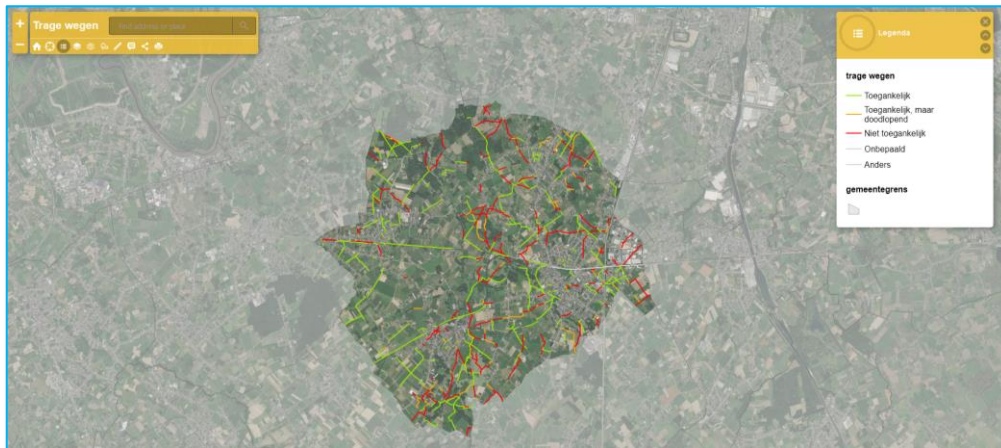 Trage wegen
Legenda
trage wegen
Toegankelijk
Toegankelijk, maar
doodlopend
Niet toegankelijk
Onbepaald
Anders
gemeentegrens